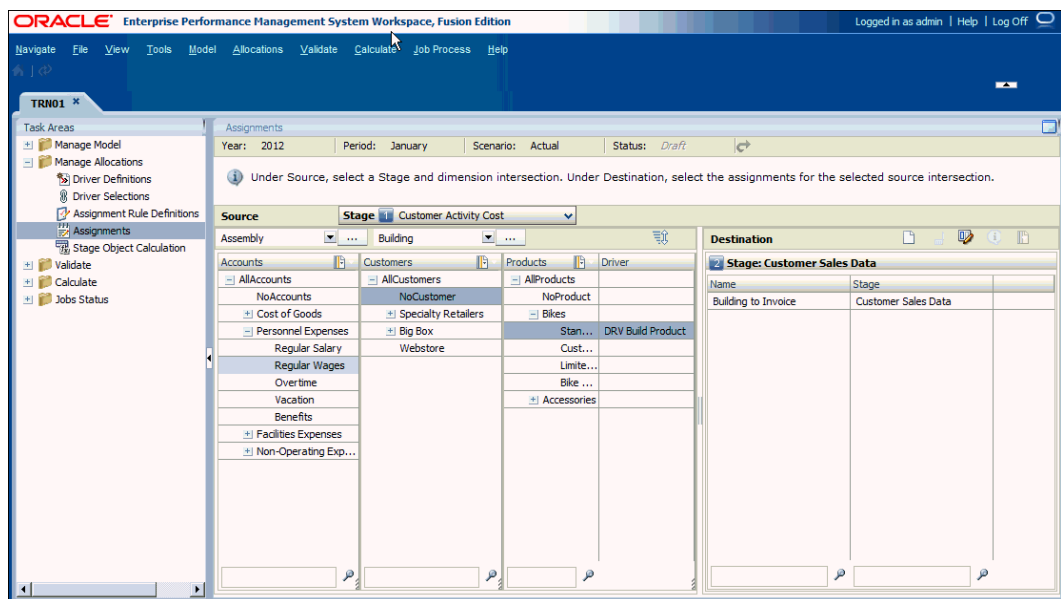 ORACLE Enterprise Performance Management System Workspace, Fusion Edition
Logged in as admin | Help | Log Off
Navigate File View Tools Model Allocations Validate Calculate Job Process Help
TRN01
Task Areas
Manage Model
Manage Allocations
Driver Definitions
Driver Selections
Assignment Rule Definitions
Assignments
Stage Object Calculation
Validate
Calculate
Jobs Status
Assignments
Year: 2012 Period: January Scenario: Actual Status: Draft
Under Source, select a Stage and dimension intersection. Under Destination, select the assignments for the selected source intersection.
Source Stage 1 Customer Activity Cost
Assembly ... Building ...
Accounts Customers Products Driver
AllAccounts AllCustomers AllProducts
NoAccounts NoCustomer NoProduct
Cost of Goods Specialty Retailers Bikes
Personnel Expenses Big Box Stan... DRV Build Product
Regular Salary Webstore Cust...
Regular Wages Limite...
Overtime Bike ...
Vacation Accessories
Benefits
Facilities Expenses
Non-Operating Exp...
Destination
2 Stage: Customer Sales Data
Name Stage
Building to Invoice Customer Sales Data